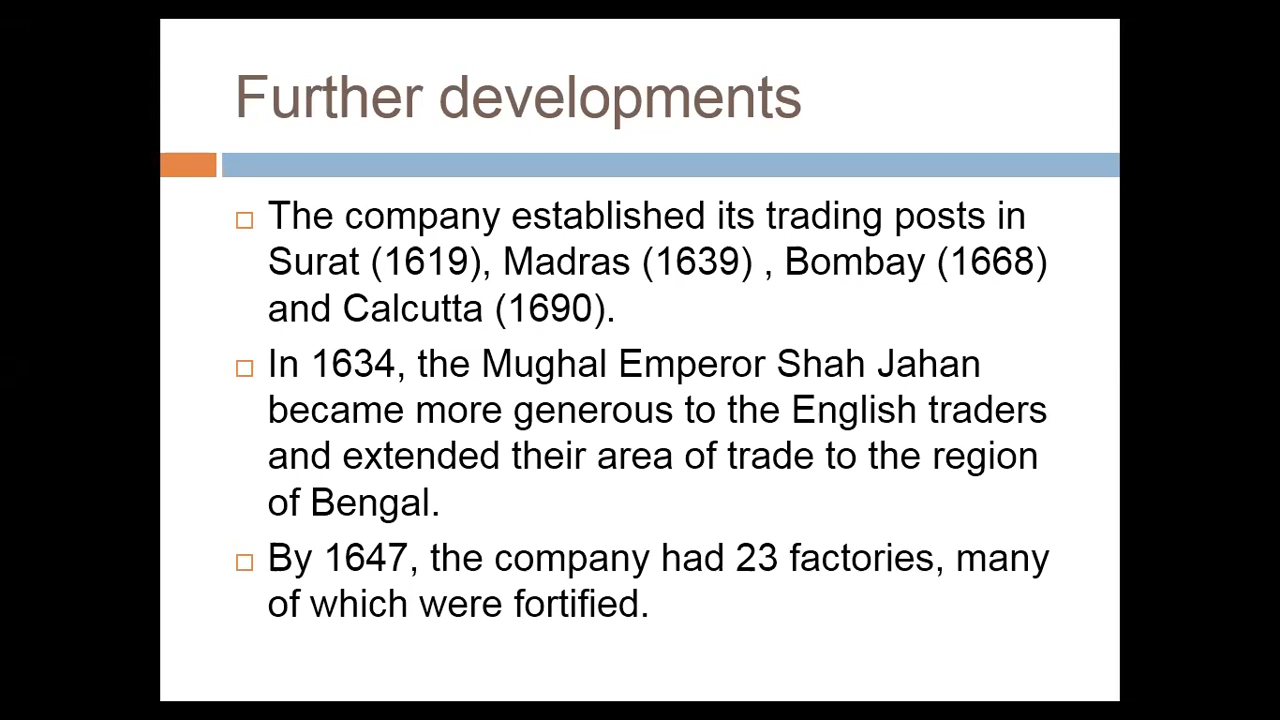 Further developments
The company established its trading posts in
Surat (1619), Madras (1639) , Bombay (1668)
and Calcutta (1690).
In 1634, the Mughal Emperor Shah Jahan
became more generous to the English traders
and extended their area of trade to the region
of Bengal.
By 1647, the company had 23 factories, many
of which were fortified.